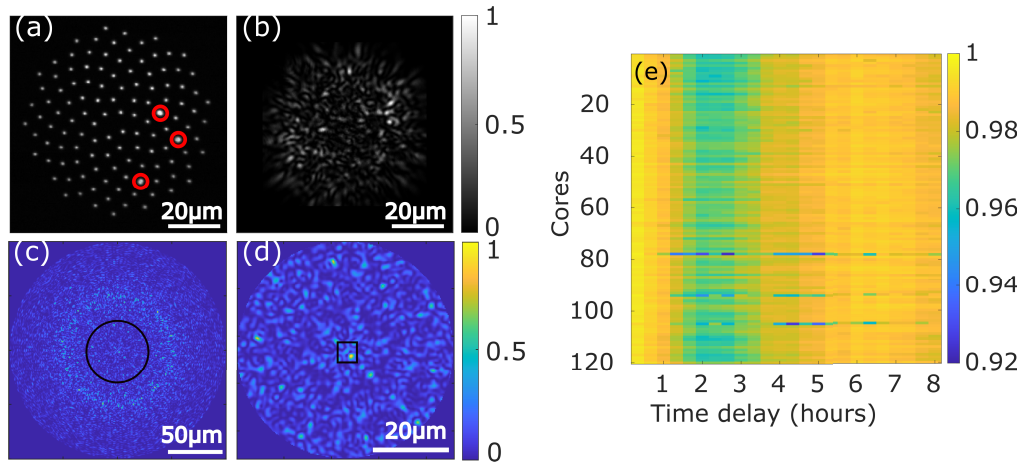 (a)
20μm
(b)
20μm
1
0.5
0
(c)
50μm
(d)
20μm
1
0.5
0
(e)
Cores
20
40
60
80
100
120
1 2 3 4 5 6 7 8
Time delay (hours)
1
0.98
0.96
0.94
0.92